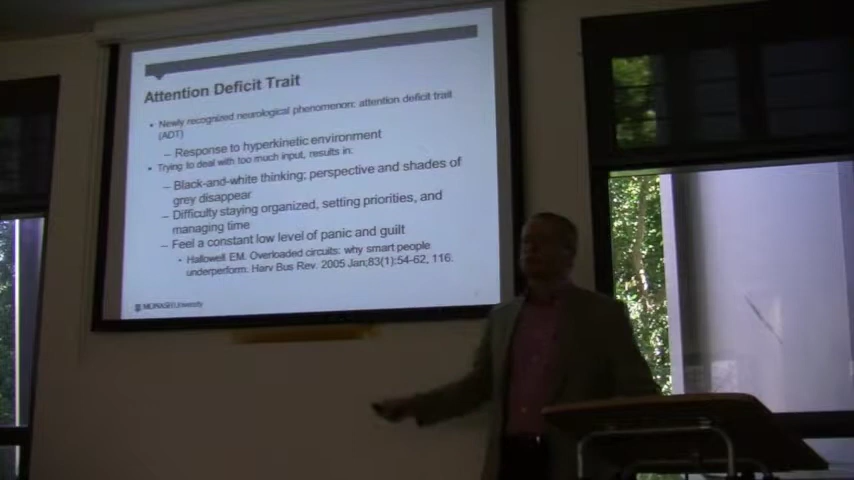 Attention Deficit Trait
• Newly recognized neurological phenomenon: attention deficit trait
(ADT)
– Response to hyperkinetic environment
• Trying to deal with too much input, results in:
– Black-and-white thinking; perspective and shades of
grey disappear
– Difficulty staying organized, setting priorities, and
managing time
– Feel a constant low level of panic and guilt
• Hallowell EM. Overloaded circuits: why smart people
underperform. Harv Bus Rev. 2005 Jan;83(1):54-62, 116.
MONASH University